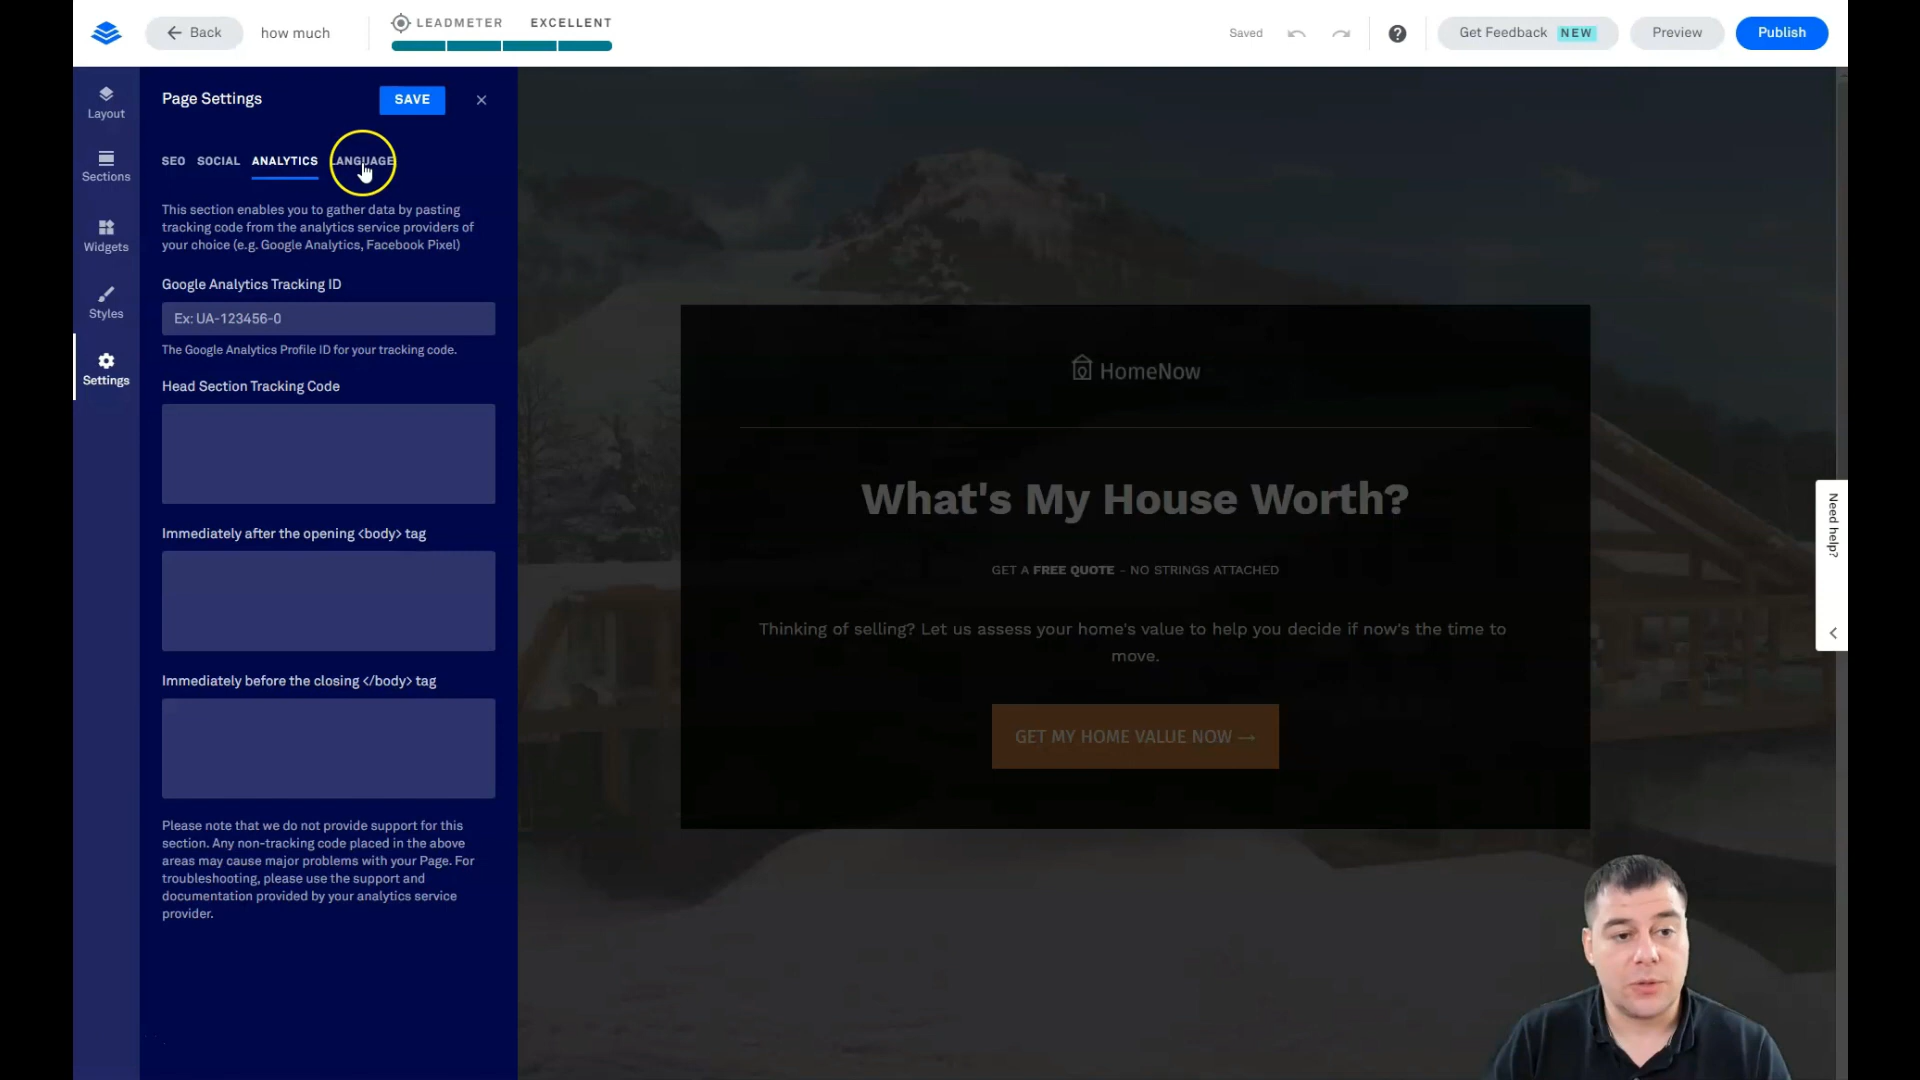 Back
how much
LEADMETER EXCELLENT
Saved
Get Feedback NEW
Preview
Publish
Layout
Sections
Widgets
Styles
Settings
Page Settings
SAVE
SEO SOCIAL ANALYTICS LANGUAGE
This section enables you to gather data by pasting
tracking code from the analytics service providers of
your choice (e.g. Google Analytics, Facebook Pixel)
Google Analytics Tracking ID
Ex: UA-123456-0
The Google Analytics Profile ID for your tracking code.
Head Section Tracking Code
Immediately after the opening <body> tag
Immediately before the closing </body> tag
Please note that we do not provide support for this
section. Any non-tracking code placed in the above
areas may cause major problems with your Page. For
troubleshooting, please use the support and
documentation provided by your analytics service
provider.
HomeNow
What's My House Worth?
GET A FREE QUOTE - NO STRINGS ATTACHED
Thinking of selling? Let us assess your home's value to help you decide if now's the time to
move.
GET MY HOME VALUE NOW →
Need help?